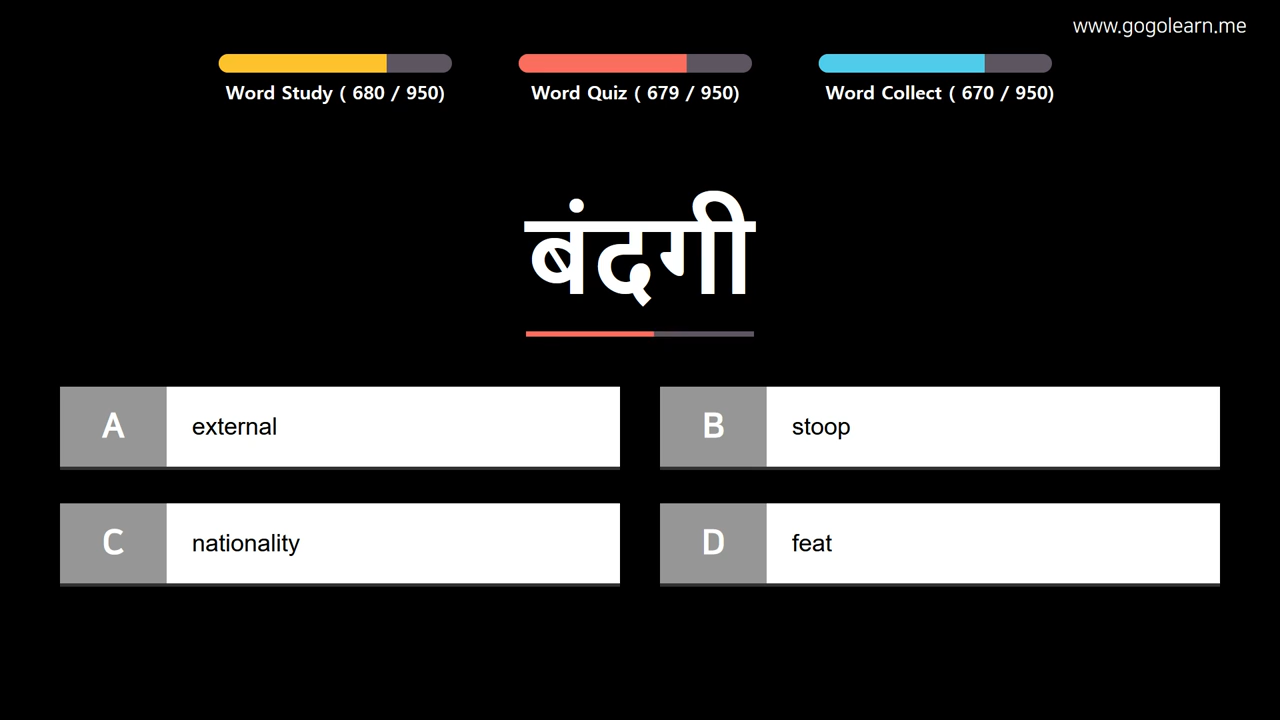 www.gogolearn.me
Word Study ( 680 / 950) Word Quiz ( 679 / 950) Word Collect ( 670 / 950)
बंदगी
A external
B stoop
C nationality
D feat